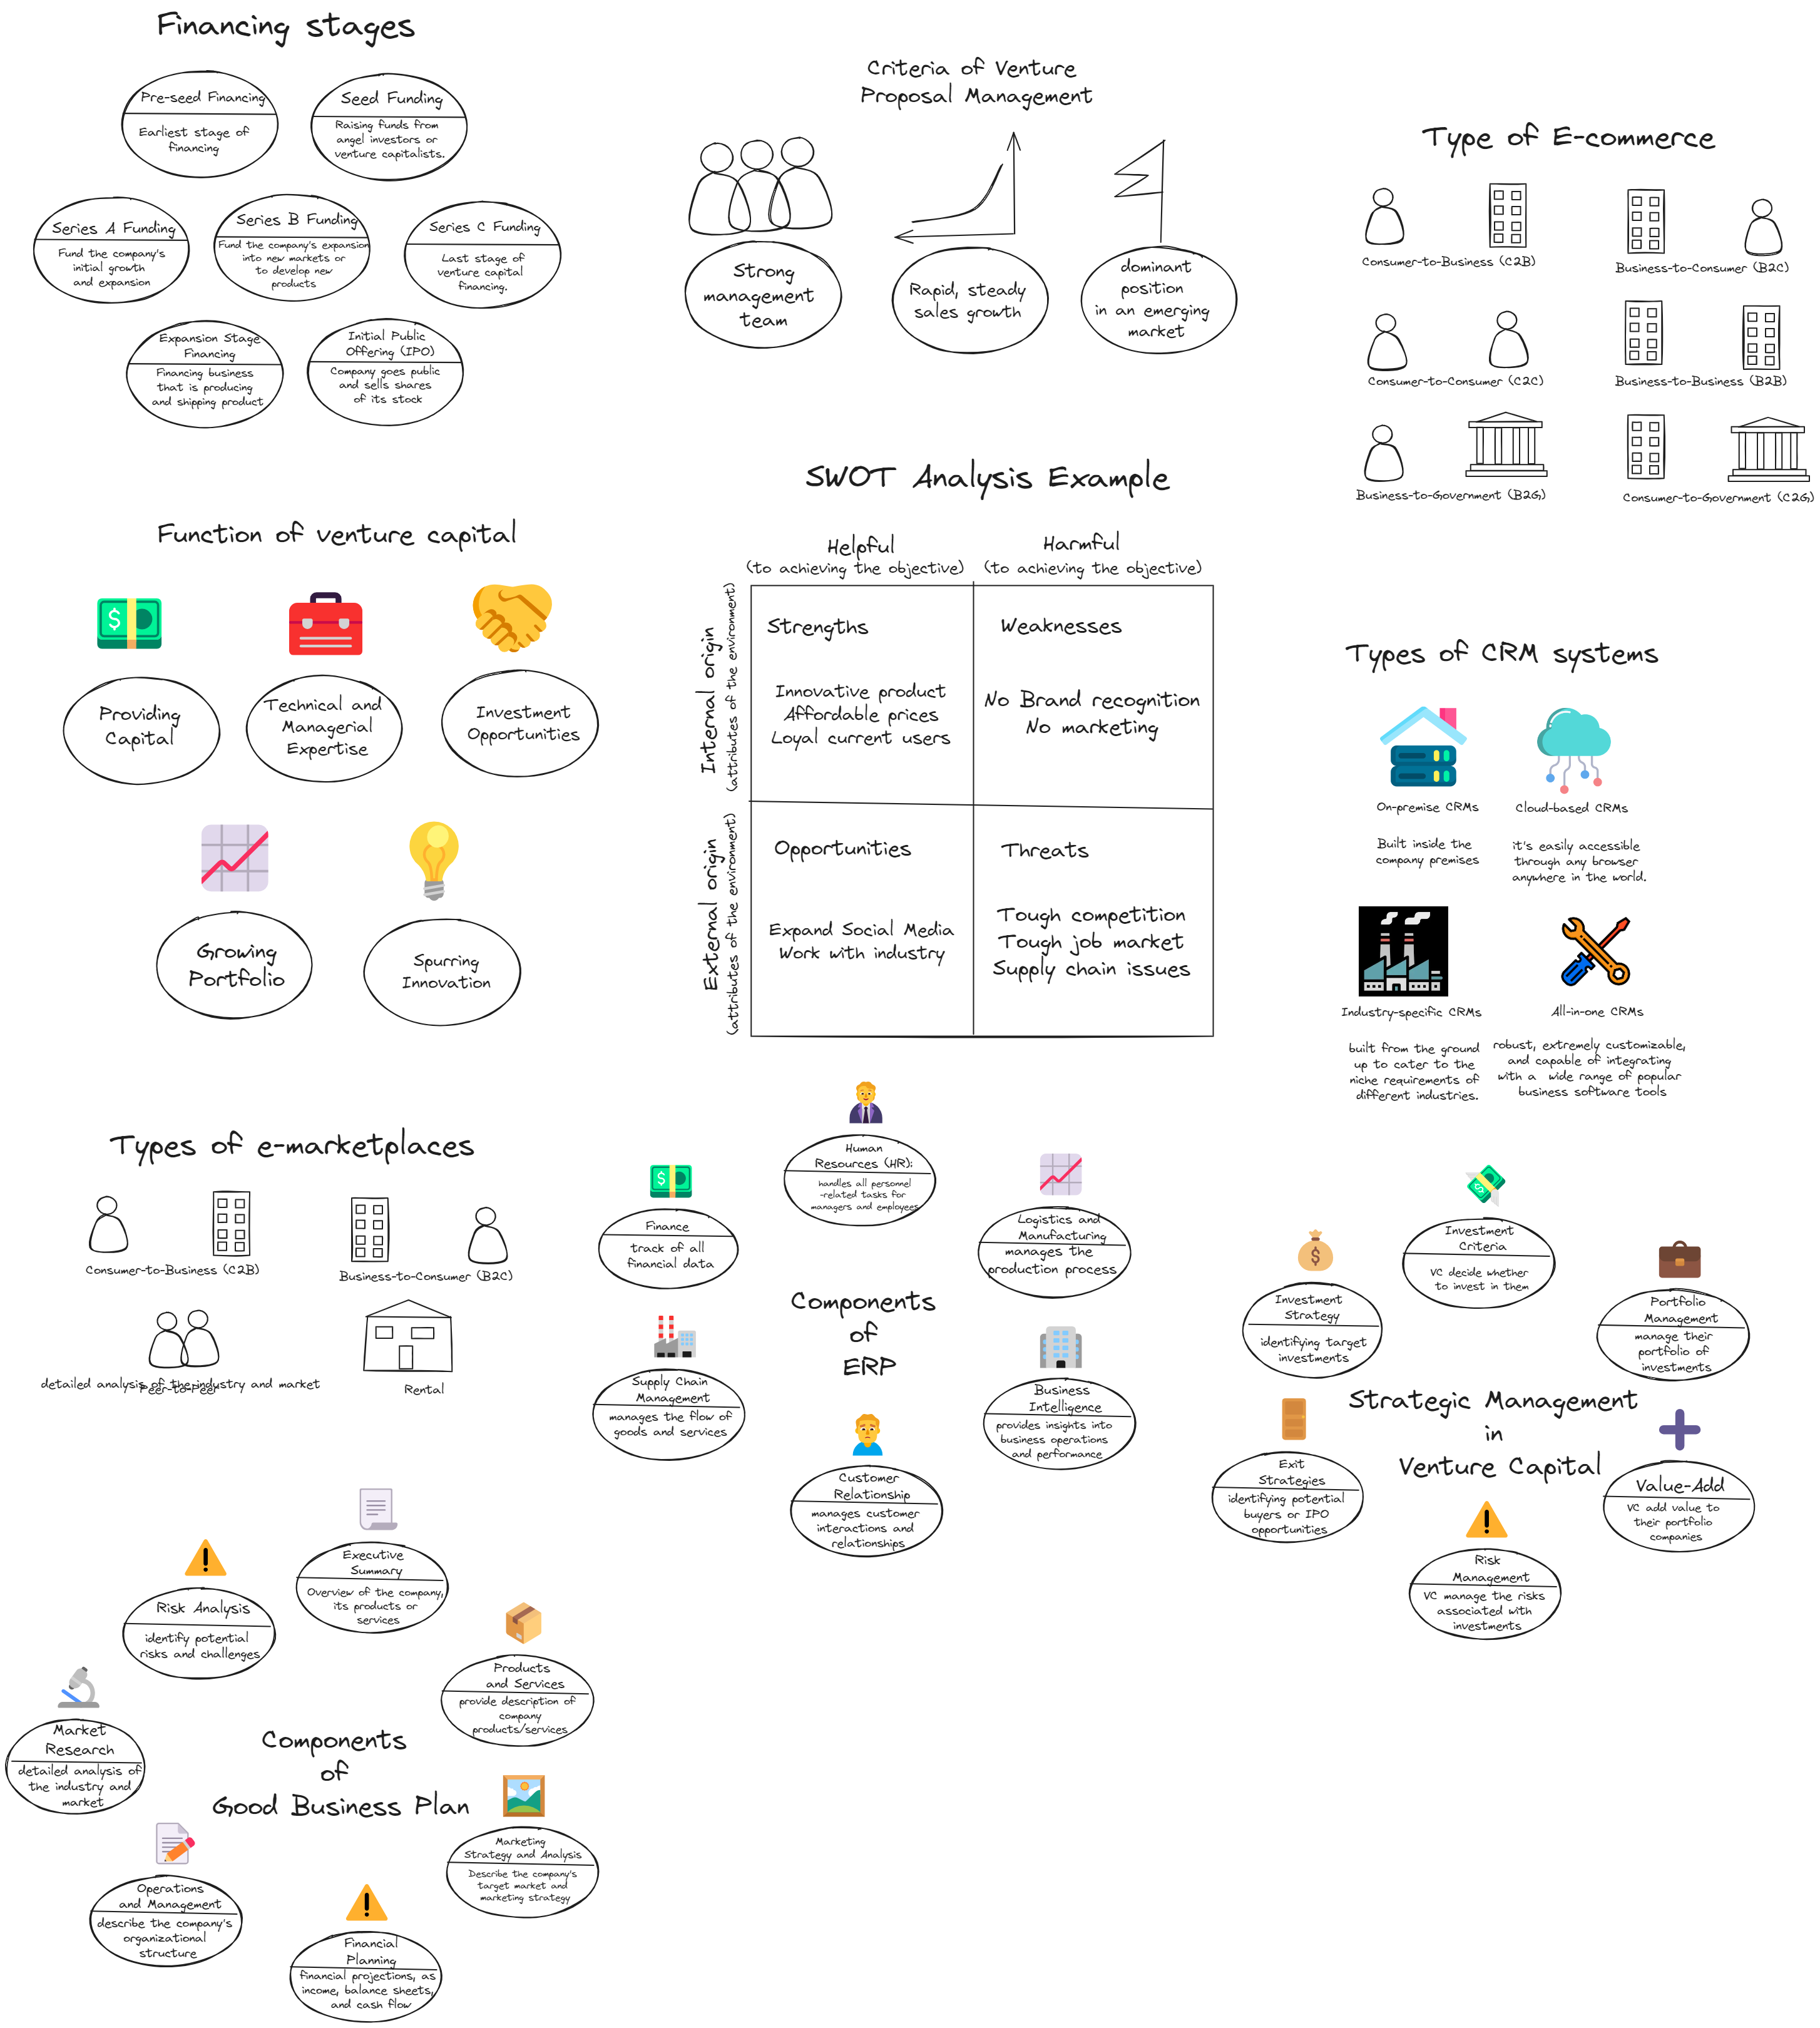 Financing stages
Pre-seed Financing
Earliest stage of
financing
Seed Funding
Raising funds from
angel investors or
venture capitalists.
Series A Funding
Fund the company's
initial growth
and expansion
Series B Funding
Fund the company's expansion
into new markets or
to develop new
products
Series C Funding
Last stage of
venture capital
financing.
Expansion Stage
Financing
Financing business
that is producing
and shipping product
Initial Public
Offering (IPO)
Company goes public
and sells shares
of its stock
Criteria of Venture
Proposal Management
Strong
management
team
Rapid, steady
sales growth
dominant
position
in an emerging
market
Type of E-commerce
Consumer-to-Business (C2B)
Business-to-Consumer (B2C)
Consumer-to-Consumer (C2C)
Business-to-Business (B2B)
Business-to-Government (B2G)
Consumer-to-Government (C2G)
Function of venture capital
Providing
Capital
Technical and
Managerial
Expertise
Investment
Opportunities
Growing
Portfolio
Spurring
Innovation
SWOT Analysis Example
Helpful
(to achieving the objective)
Harmful
(to achieving the objective)
Internal origin
(attributes of the environment)
Strengths
Innovative product
Affordable prices
Loyal current users
Weaknesses
No Brand recognition
No marketing
External origin
(attributes of the environment)
Opportunities
Expand Social Media
Work with industry
Threats
Tough competition
Tough job market
Supply chain issues
Types of CRM systems
On-premise CRMs
Built inside the
company premises
Cloud-based CRMs
it's easily accessible
through any browser
anywhere in the world.
Industry-specific CRMs
built from the ground
up to cater to the
niche requirements of
different industries.
All-in-one CRMs
robust, extremely customizable,
and capable of integrating
with a wide range of popular
business software tools
Types of e-marketplaces
Consumer-to-Business (C2B)
Business-to-Consumer (B2C)
detailed analysis of the industry and market
Peer-to-Peer
Rental
Components
of
ERP
Human
Resources (HR):
handles all personnel
-related tasks for
managers and employees
Finance
track of all
financial data
Logistics and
Manufacturing
manages the
production process
Supply Chain
Management
manages the flow of
goods and services
Business
Intelligence
provides insights into
business operations
and performance
Customer
Relationship
manages customer
interactions and
relationships
Strategic Management
in
Venture Capital
Investment
Criteria
VC decide whether
to invest in them
Investment
Strategy
identifying target
investments
Portfolio
Management
manage their
portfolio of
investments
Exit
Strategies
identifying potential
buyers or IPO
opportunities
Value-Add
VC add value to
their portfolio
companies
Risk
Management
VC manage the risks
associated with
investments
Components
of
Good Business Plan
Executive
Summary
Overview of the company,
its products or
services
Risk Analysis
identify potential
risks and challenges
Products
and Services
provide description of
company
products/services
Market
Research
detailed analysis of
the industry and
market
Marketing
Strategy and Analysis
Describe the company's
target market and
marketing strategy
Operations
and Management
describe the company's
organizational
structure
Financial
Planning
financial projections, as
income, balance sheets,
and cash flow